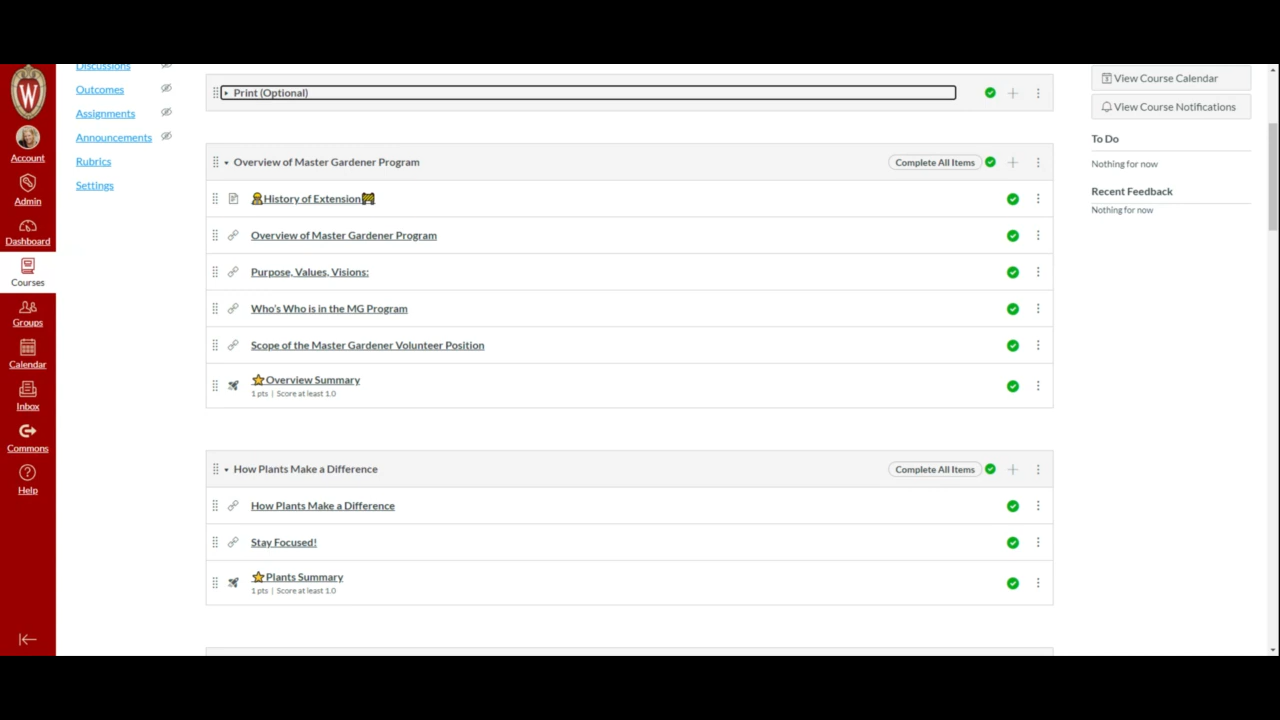 W
Account
Admin
Dashboard
Courses
Groups
Calendar
Inbox
Commons
Help
Discussions
Outcomes
Assignments
Announcements
Rubrics
Settings
Print (Optional)
Overview of Master Gardener Program
Complete All Items
History of Extension
Overview of Master Gardener Program
Purpose, Values, Visions:
Who's Who is in the MG Program
Scope of the Master Gardener Volunteer Position
Overview Summary
1 pts | Score at least 1.0
How Plants Make a Difference
Complete All Items
How Plants Make a Difference
Stay Focused!
Plants Summary
1 pts | Score at least 1.0
View Course Calendar
View Course Notifications
To Do
Nothing for now
Recent Feedback
Nothing for now